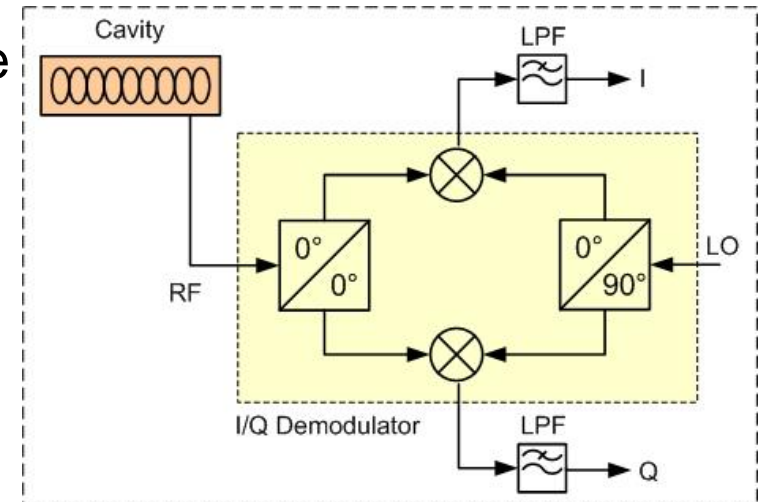 e
Cavity
LPF
I
0°
0°
0°
90°
LO
RF
I/Q Demodulator
LPF
Q